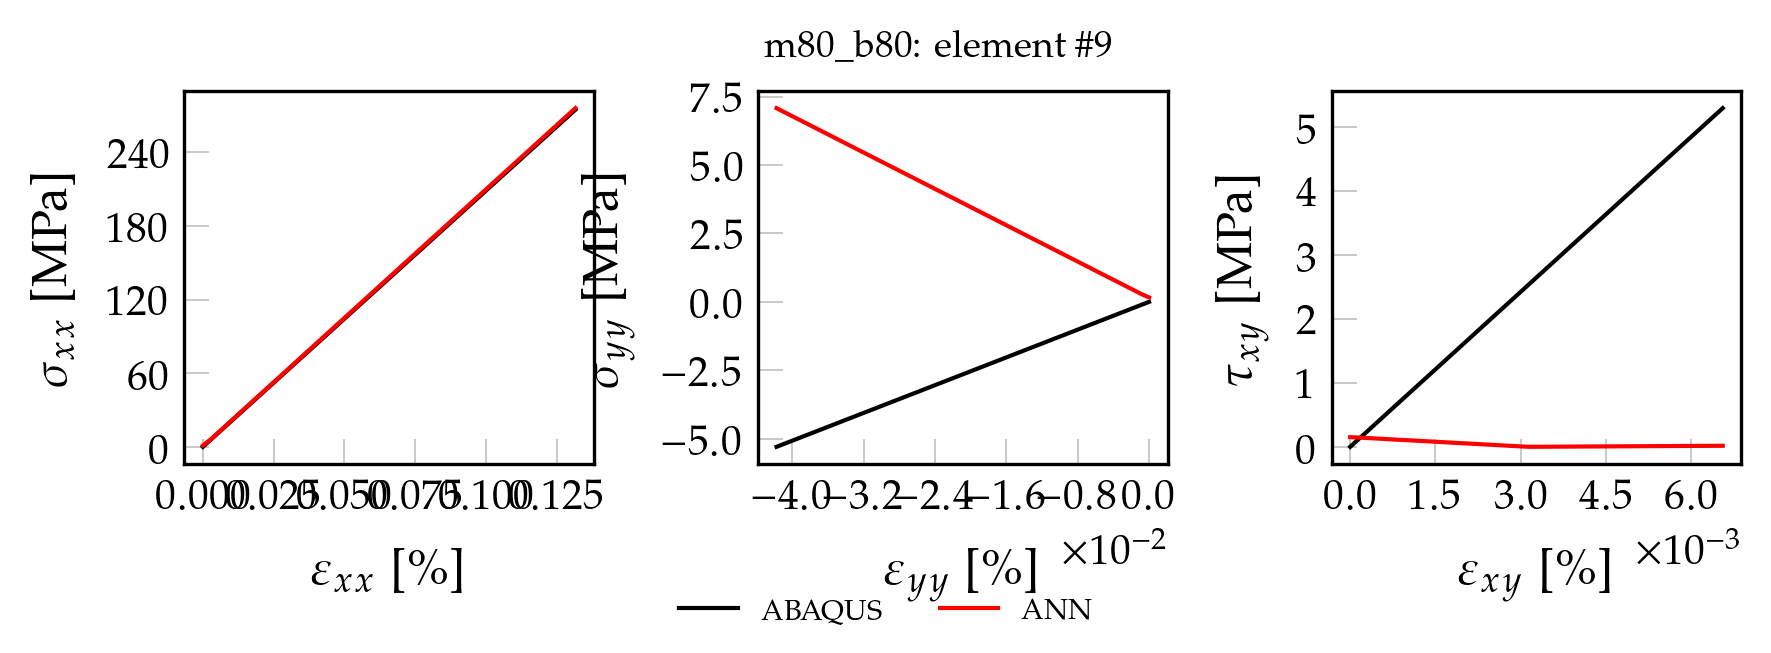 m80_b80: element #9
σxx [MPa]
240
180
120
60
0
0.000 0.025 0.050 0.075 0.100 0.125
εxx [%]
σyy [MPa]
7.5
5.0
2.5
0.0
−2.5
−5.0
−4.0 −3.2 −2.4 −1.6 −0.8 0.0
×10−2
εyy [%]
τxy [MPa]
5
4
3
2
1
0
0.0 1.5 3.0 4.5 6.0
×10−3
εxy [%]
ABAQUS ANN